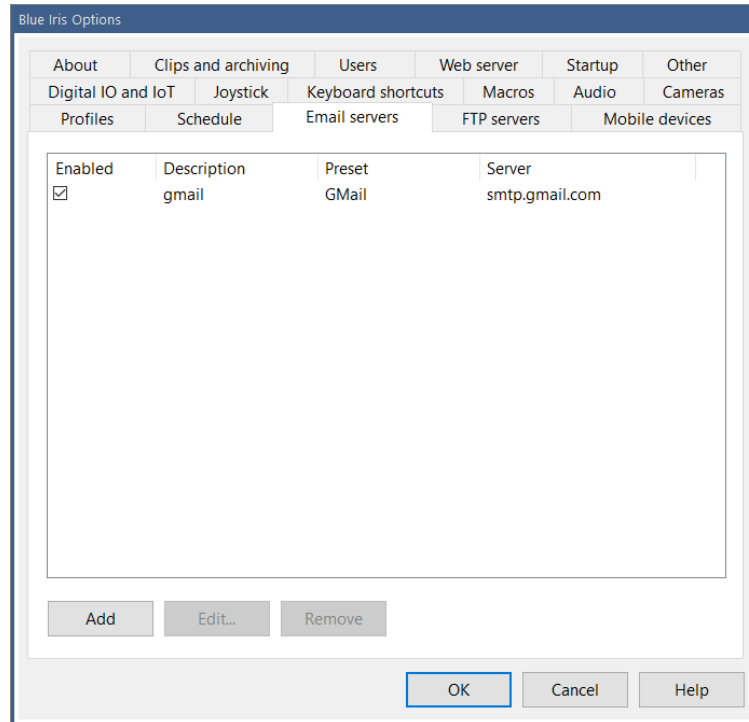 Blue Iris Options
About Clips and archiving Users Web server Startup Other
Digital IO and IoT Joystick Keyboard shortcuts Macros Audio Cameras
Profiles Schedule Email servers FTP servers Mobile devices
Enabled Description Preset Server
gmail GMail smtp.gmail.com
Add Edit... Remove
OK Cancel Help